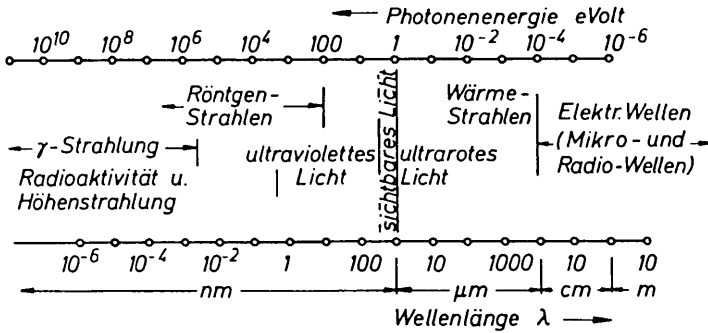 Photonenenergie eVolt
10¹⁰ 10⁸ 10⁶ 10⁴ 100 1 10⁻² 10⁻⁴ 10⁻⁶
Röntgen-
Strahlen
γ-Strahlung
Radioaktivität u.
Höhenstrahlung
ultraviolettes
Licht
sichtbares Licht
ultrarotes
Licht
Wärme-
Strahlen
Elektr. Wellen
(Mikro- und
Radio-Wellen)
10⁻⁶ 10⁻⁴ 10⁻² 1 100 10 1000 10 10
nm µm cm m
Wellenlänge λ